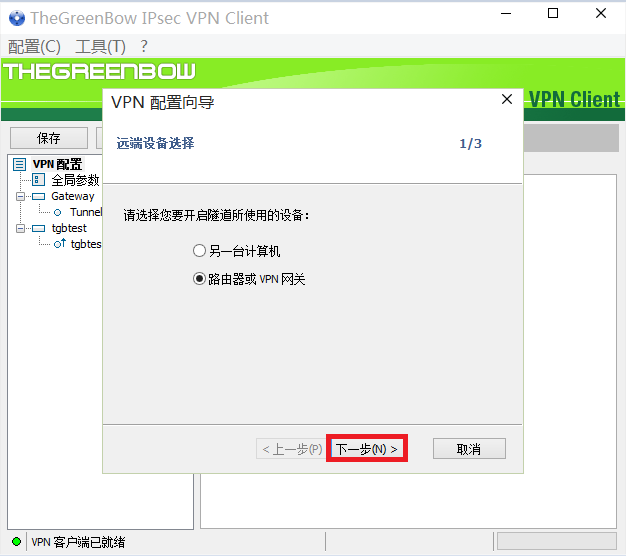 TheGreenBow IPsec VPN Client
配置(C) 工具(T) ?
THEGREENBOW
VPN Client
VPN 配置向导
远端设备选择 1/3
保存
VPN 配置
全局参数
Gateway
Tunnel
tgbtest
tgbtes
请选择您要开启隧道所使用的设备：
另一台计算机
路由器或 VPN 网关
< 上一步(P) 下一步(N) > 取消
VPN 客户端已就绪